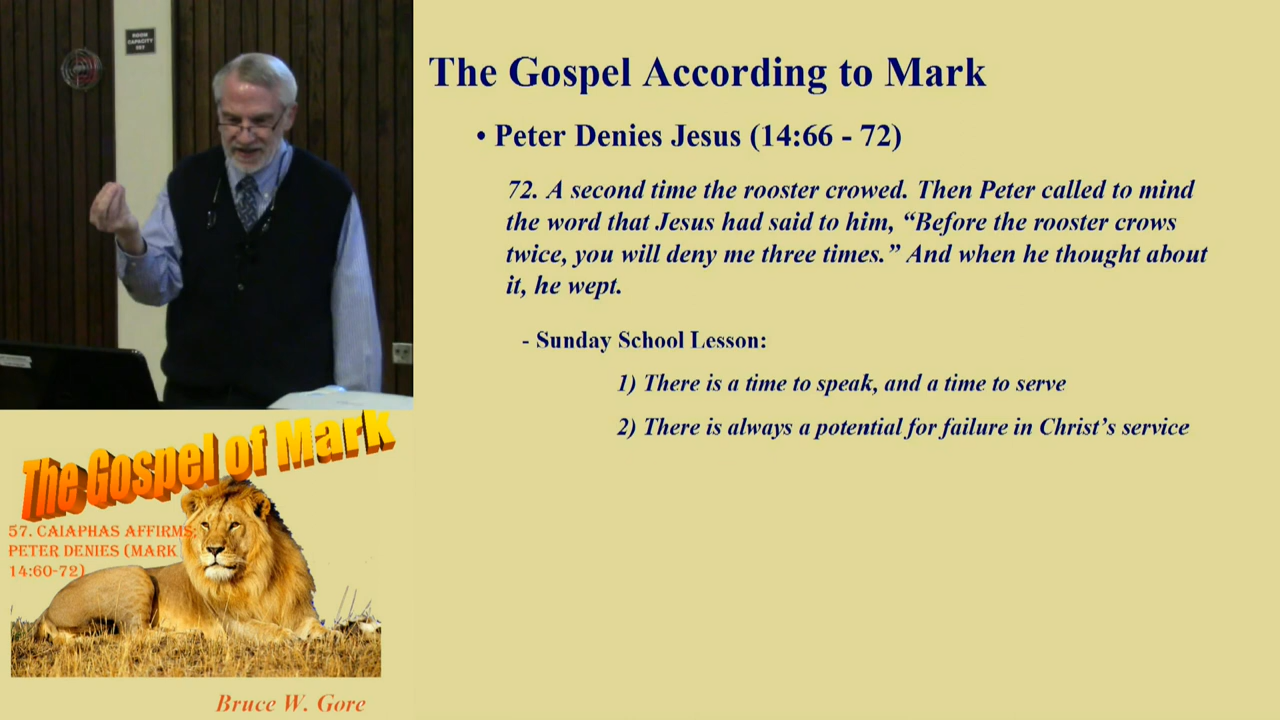 ROOM
CAPACITY
The Gospel According to Mark
• Peter Denies Jesus (14:66 - 72)
72. A second time the rooster crowed. Then Peter called to mind
the word that Jesus had said to him, “Before the rooster crows
twice, you will deny me three times.” And when he thought about
it, he wept.
- Sunday School Lesson:
1) There is a time to speak, and a time to serve
2) There is always a potential for failure in Christ’s service
The Gospel of Mark
57. CAIAPHAS AFFIRMS;
PETER DENIES (MARK
14:60-72)
Bruce W. Gore